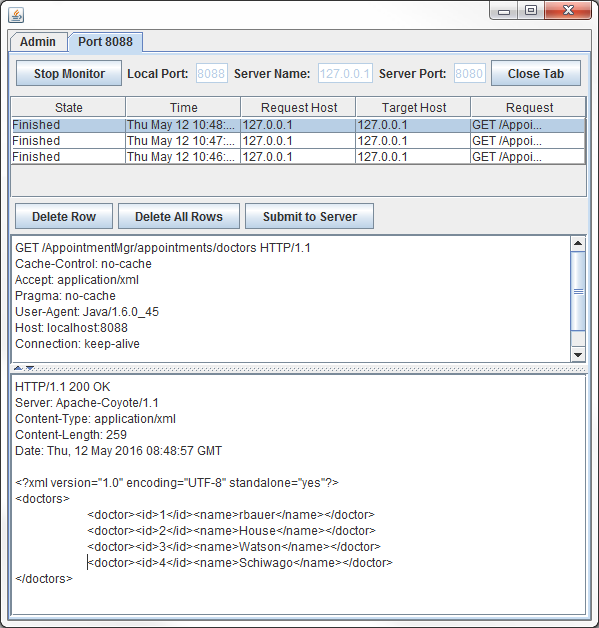 Admin Port 8088
Stop Monitor Local Port: 8088 Server Name: 127.0.0.1 Server Port: 8080 Close Tab
State Time Request Host Target Host Request
Finished Thu May 12 10:48:... 127.0.0.1 127.0.0.1 GET /Appoi...
Finished Thu May 12 10:47:... 127.0.0.1 127.0.0.1 GET /Appoi...
Finished Thu May 12 10:46:... 127.0.0.1 127.0.0.1 GET /Appoi...
Delete Row Delete All Rows Submit to Server
GET /AppointmentMgr/appointments/doctors HTTP/1.1
Cache-Control: no-cache
Accept: application/xml
Pragma: no-cache
User-Agent: Java/1.6.0_45
Host: localhost:8088
Connection: keep-alive
HTTP/1.1 200 OK
Server: Apache-Coyote/1.1
Content-Type: application/xml
Content-Length: 259
Date: Thu, 12 May 2016 08:48:57 GMT
<?xml version="1.0" encoding="UTF-8" standalone="yes"?>
<doctors>
<doctor><id>1</id><name>rbauer</name></doctor>
<doctor><id>2</id><name>House</name></doctor>
<doctor><id>3</id><name>Watson</name></doctor>
<doctor><id>4</id><name>Schiwago</name></doctor>
</doctors>